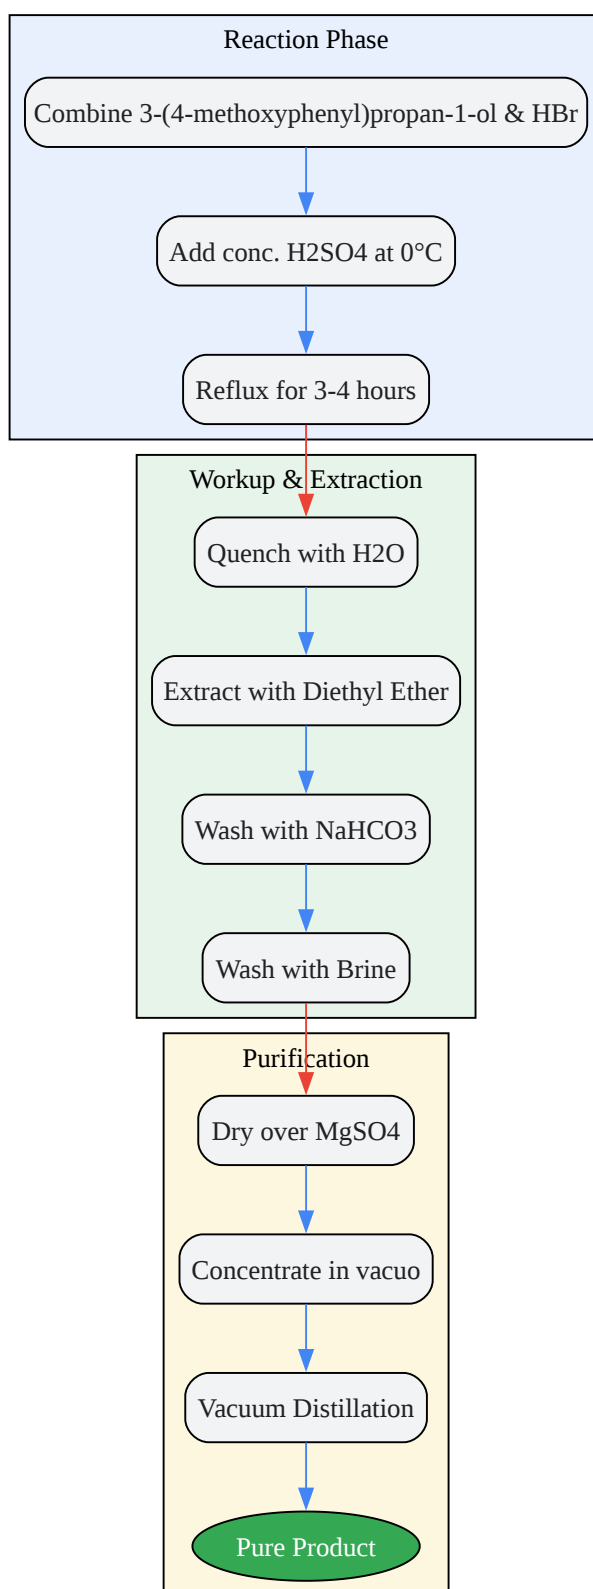 Reaction Phase
Combine 3-(4-methoxyphenyl)propan-1-ol & HBr
Add conc. H2SO4 at 0°C
Reflux for 3-4 hours
Workup & Extraction
Quench with H2O
Extract with Diethyl Ether
Wash with NaHCO3
Wash with Brine
Purification
Dry over MgSO4
Concentrate in vacuo
Vacuum Distillation
Pure Product